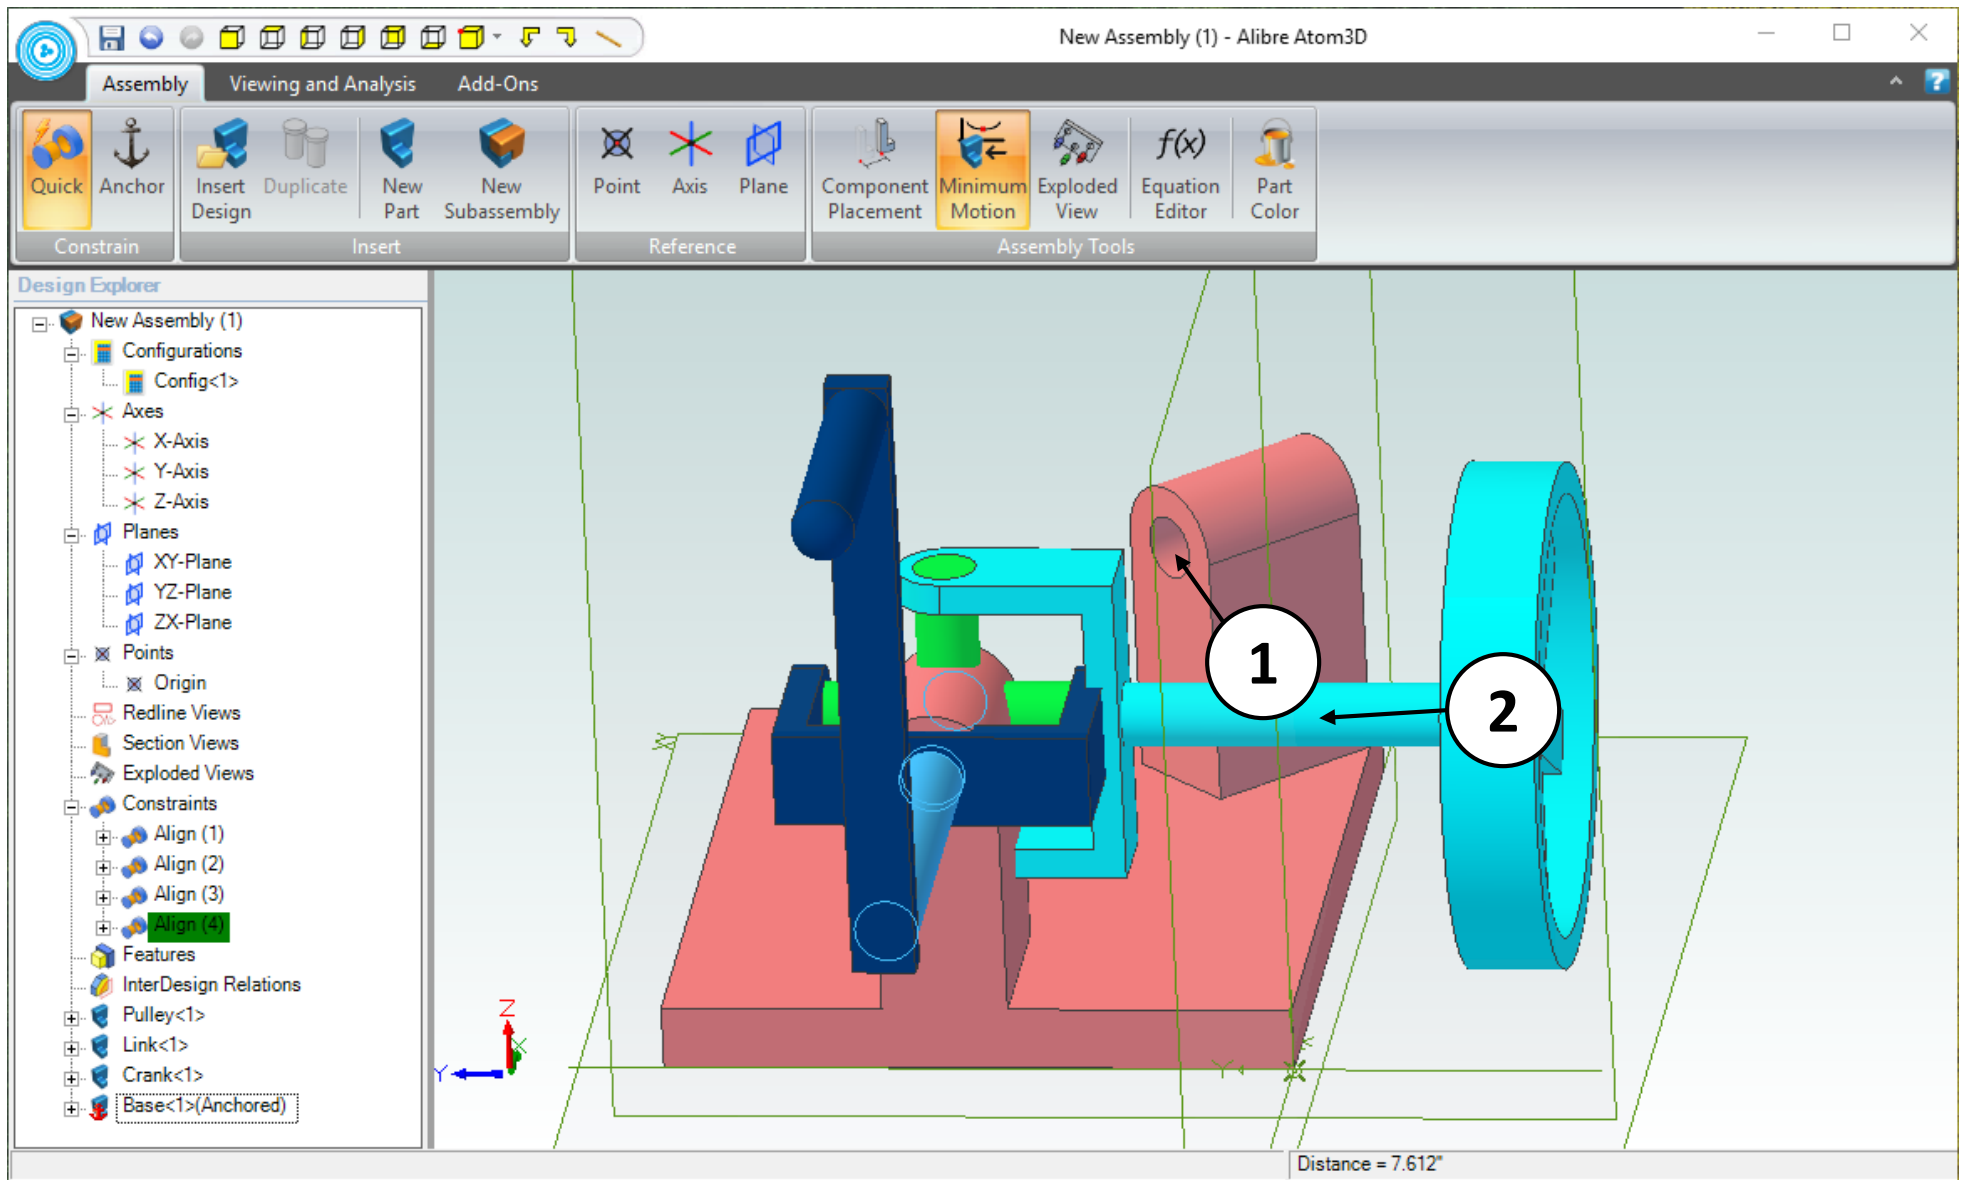 New Assembly (1) - Alibre Atom3D
Assembly Viewing and Analysis Add-Ons
Quick Anchor Insert Design Duplicate New Part New Subassembly Point Axis Plane Component Placement Minimum Motion Exploded View f(x) Equation Editor Part Color
Constrain Insert Reference Assembly Tools
Design Explorer
New Assembly (1)
Configurations
Config<1>
Axes
X-Axis
Y-Axis
Z-Axis
Planes
XY-Plane
YZ-Plane
ZX-Plane
Points
Origin
Redline Views
Section Views
Exploded Views
Constraints
Align (1)
Align (2)
Align (3)
Align (4)
Features
InterDesign Relations
Pulley<1>
Link<1>
Crank<1>
Base<1>(Anchored)
1
2
Z
X
Y
Distance = 7.612"